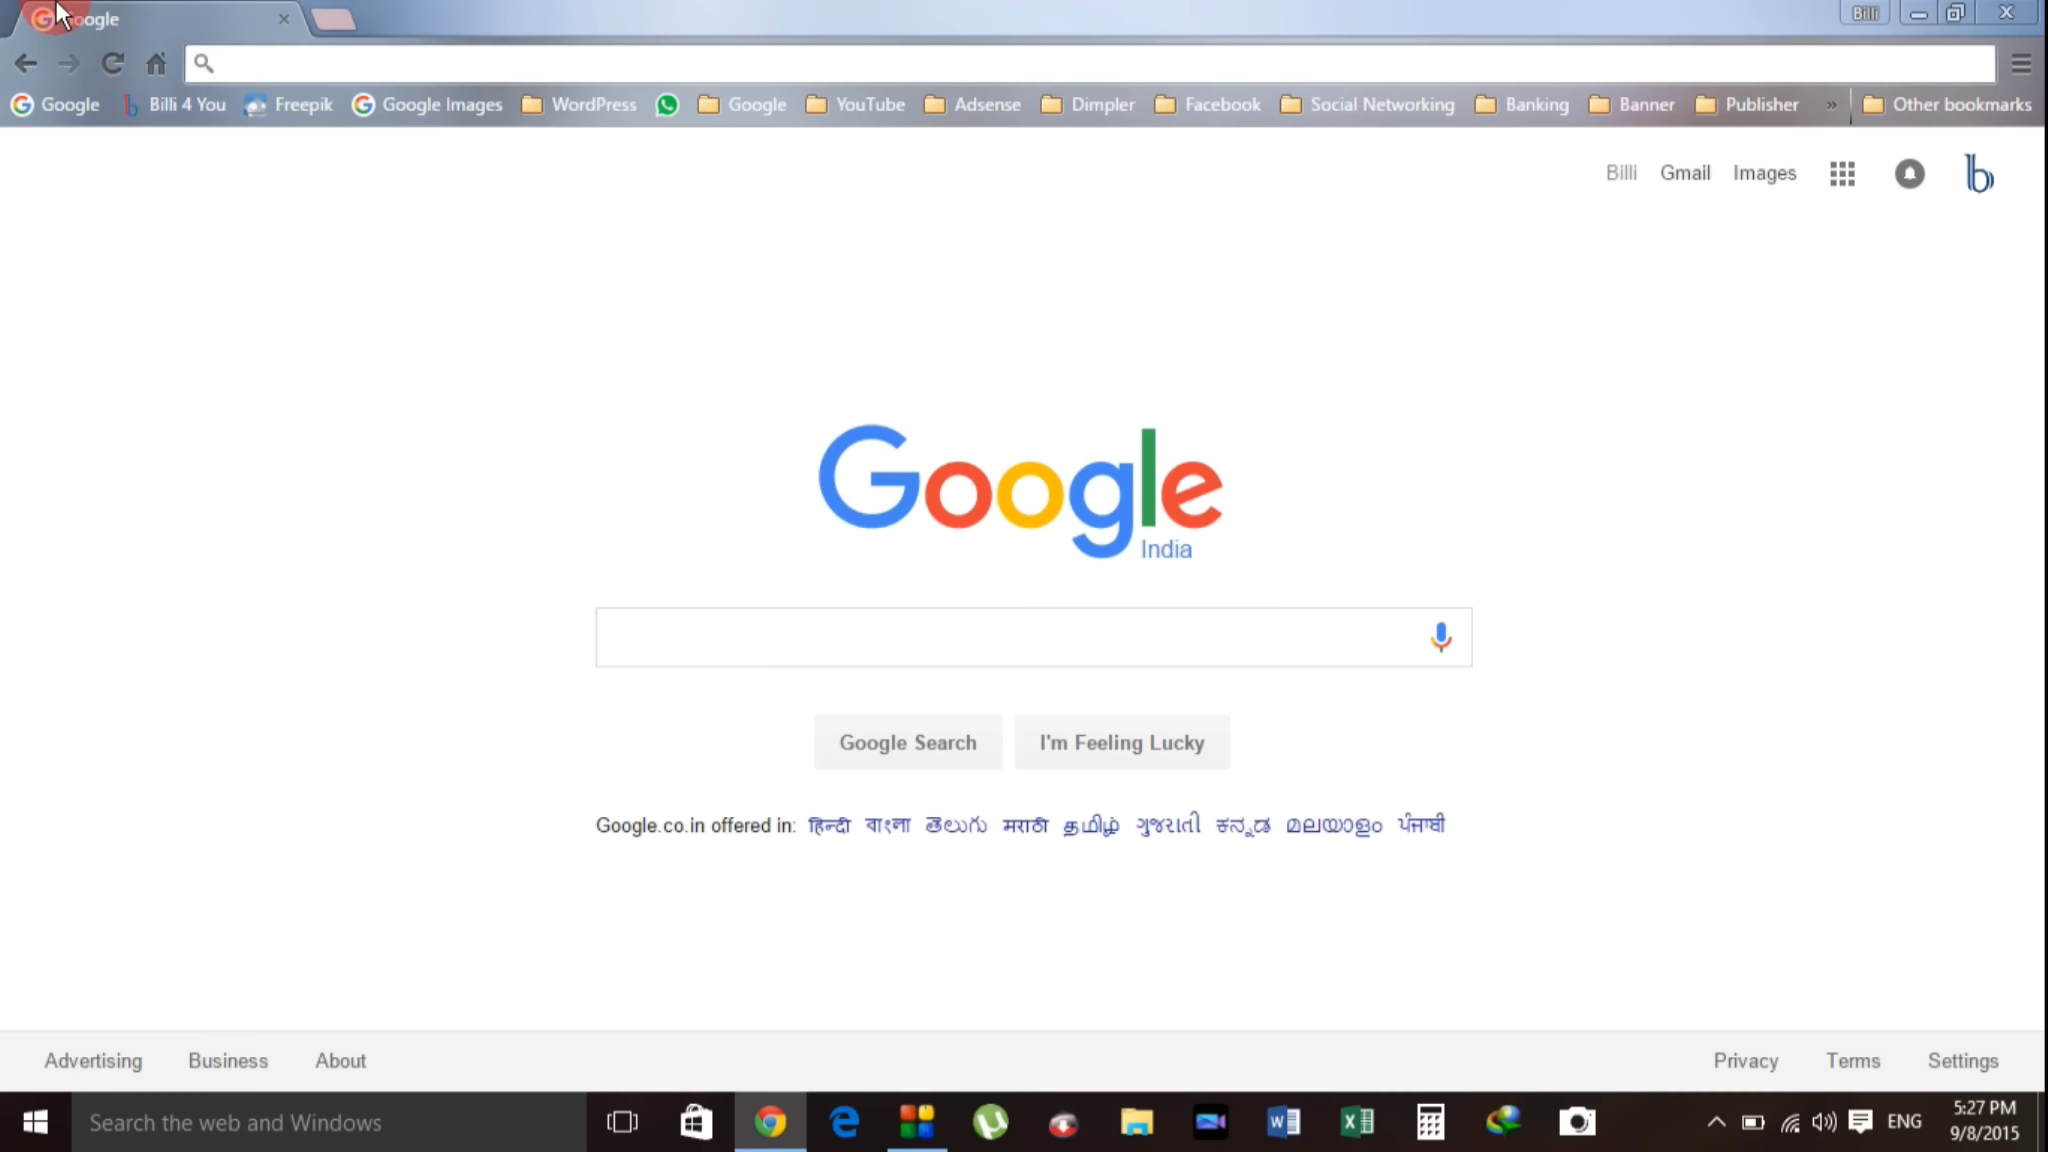 Google
Billi
Google Billi 4 You Freepik Google Images WordPress Google YouTube Adsense Dimpler Facebook Social Networking Banking Banner Publisher » Other bookmarks
Billi Gmail Images
b
Google
India
Google Search I'm Feeling Lucky
Google.co.in offered in: हिन्दी বাংলা తెలుగు मराठी தமிழ் ગુજરાતી ಕನ್ನಡ മലയാളം ਪੰਜਾਬੀ
Advertising Business About Privacy Terms Settings
Search the web and Windows ENG 5:27 PM
9/8/2015